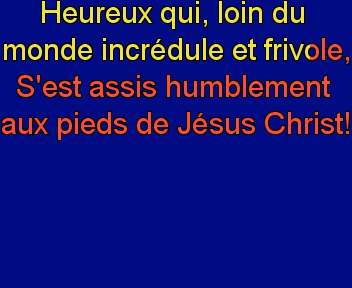 Heureux qui, loin du
monde incrédule et frivole,
S'est assis humblement
aux pieds de Jésus Christ!